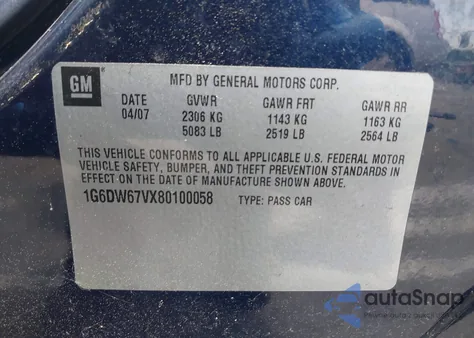 GM
MFD BY GENERAL MOTORS CORP.
DATE GVWR GAWR FRT GAWR RR
04/07 2306 KG 1143 KG 1163 KG
5083 LB 2519 LB 2564 LB
THIS VEHICLE CONFORMS TO ALL APPLICABLE U.S. FEDERAL MOTOR
VEHICLE SAFETY, BUMPER, AND THEFT PREVENTION STANDARDS IN
EFFECT ON THE DATE OF MANUFACTURE SHOWN ABOVE.
1G6DW67VX80100058 TYPE: PASS CAR
autoSnap